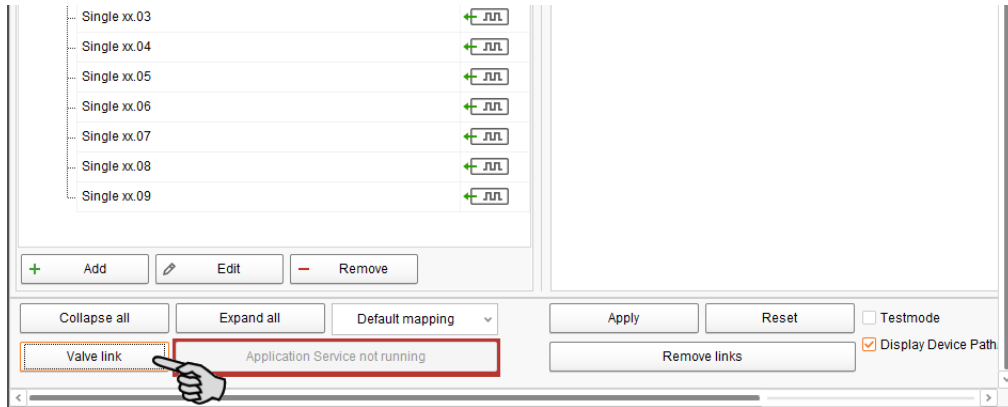 Single xx.03
Single xx.04
Single xx.05
Single xx.06
Single xx.07
Single xx.08
Single xx.09
Add Edit Remove
Collapse all Expand all Default mapping Apply Reset Testmode
Valve link Application Service not running Remove links Display Device Path